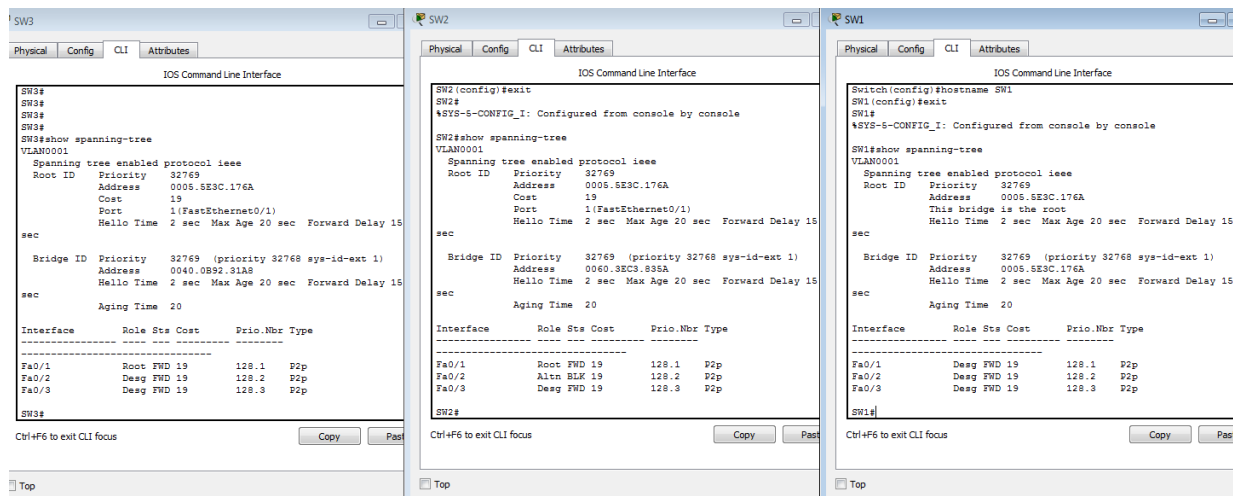 SW3
Physical Config CLI Attributes
IOS Command Line Interface
SW3#
SW3#
SW3#
SW3#
SW3#show spanning-tree
VLAN0001
Spanning tree enabled protocol ieee
Root ID Priority 32769
Address 0005.5E3C.176A
Cost 19
Port 1(FastEthernet0/1)
Hello Time 2 sec Max Age 20 sec Forward Delay 15
sec
Bridge ID Priority 32769 (priority 32768 sys-id-ext 1)
Address 0040.0B92.31A8
Hello Time 2 sec Max Age 20 sec Forward Delay 15
sec
Aging Time 20
Interface Role Sts Cost Prio.Nbr Type
---------------- ---- --- --------- --------
--------------------------------
Fa0/1 Root FWD 19 128.1 P2p
Fa0/2 Desg FWD 19 128.2 P2p
Fa0/3 Desg FWD 19 128.3 P2p
SW3#
Ctrl+F6 to exit CLI focus
Copy Past
Top
SW2
Physical Config CLI Attributes
IOS Command Line Interface
SW2(config)#exit
SW2#
%SYS-5-CONFIG_I: Configured from console by console
SW2#show spanning-tree
VLAN0001
Spanning tree enabled protocol ieee
Root ID Priority 32769
Address 0005.5E3C.176A
Cost 19
Port 1(FastEthernet0/1)
Hello Time 2 sec Max Age 20 sec Forward Delay 15
sec
Bridge ID Priority 32769 (priority 32768 sys-id-ext 1)
Address 0060.3EC3.835A
Hello Time 2 sec Max Age 20 sec Forward Delay 15
sec
Aging Time 20
Interface Role Sts Cost Prio.Nbr Type
---------------- ---- --- --------- --------
--------------------------------
Fa0/1 Root FWD 19 128.1 P2p
Fa0/2 Altn BLK 19 128.2 P2p
Fa0/3 Desg FWD 19 128.3 P2p
SW2#
Ctrl+F6 to exit CLI focus
Copy Past
Top
SW1
Physical Config CLI Attributes
IOS Command Line Interface
Switch(config)#hostname SW1
SW1(config)#exit
SW1#
%SYS-5-CONFIG_I: Configured from console by console
SW1#show spanning-tree
VLAN0001
Spanning tree enabled protocol ieee
Root ID Priority 32769
Address 0005.5E3C.176A
This bridge is the root
Hello Time 2 sec Max Age 20 sec Forward Delay 15
sec
Bridge ID Priority 32769 (priority 32768 sys-id-ext 1)
Address 0005.5E3C.176A
Hello Time 2 sec Max Age 20 sec Forward Delay 15
sec
Aging Time 20
Interface Role Sts Cost Prio.Nbr Type
---------------- ---- --- --------- --------
--------------------------------
Fa0/1 Desg FWD 19 128.1 P2p
Fa0/2 Desg FWD 19 128.2 P2p
Fa0/3 Desg FWD 19 128.3 P2p
SW1#
Ctrl+F6 to exit CLI focus
Copy Pas
Top